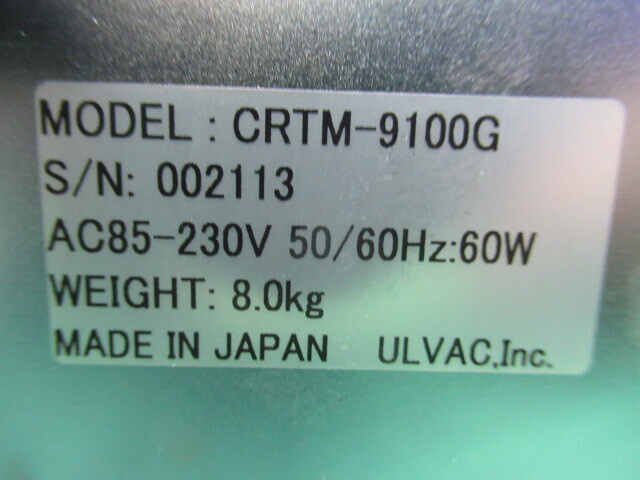 MODEL : CRTM-9100G
S/N: 002113
AC85-230V 50/60Hz:60W
WEIGHT: 8.0kg
MADE IN JAPAN ULVAC,Inc.